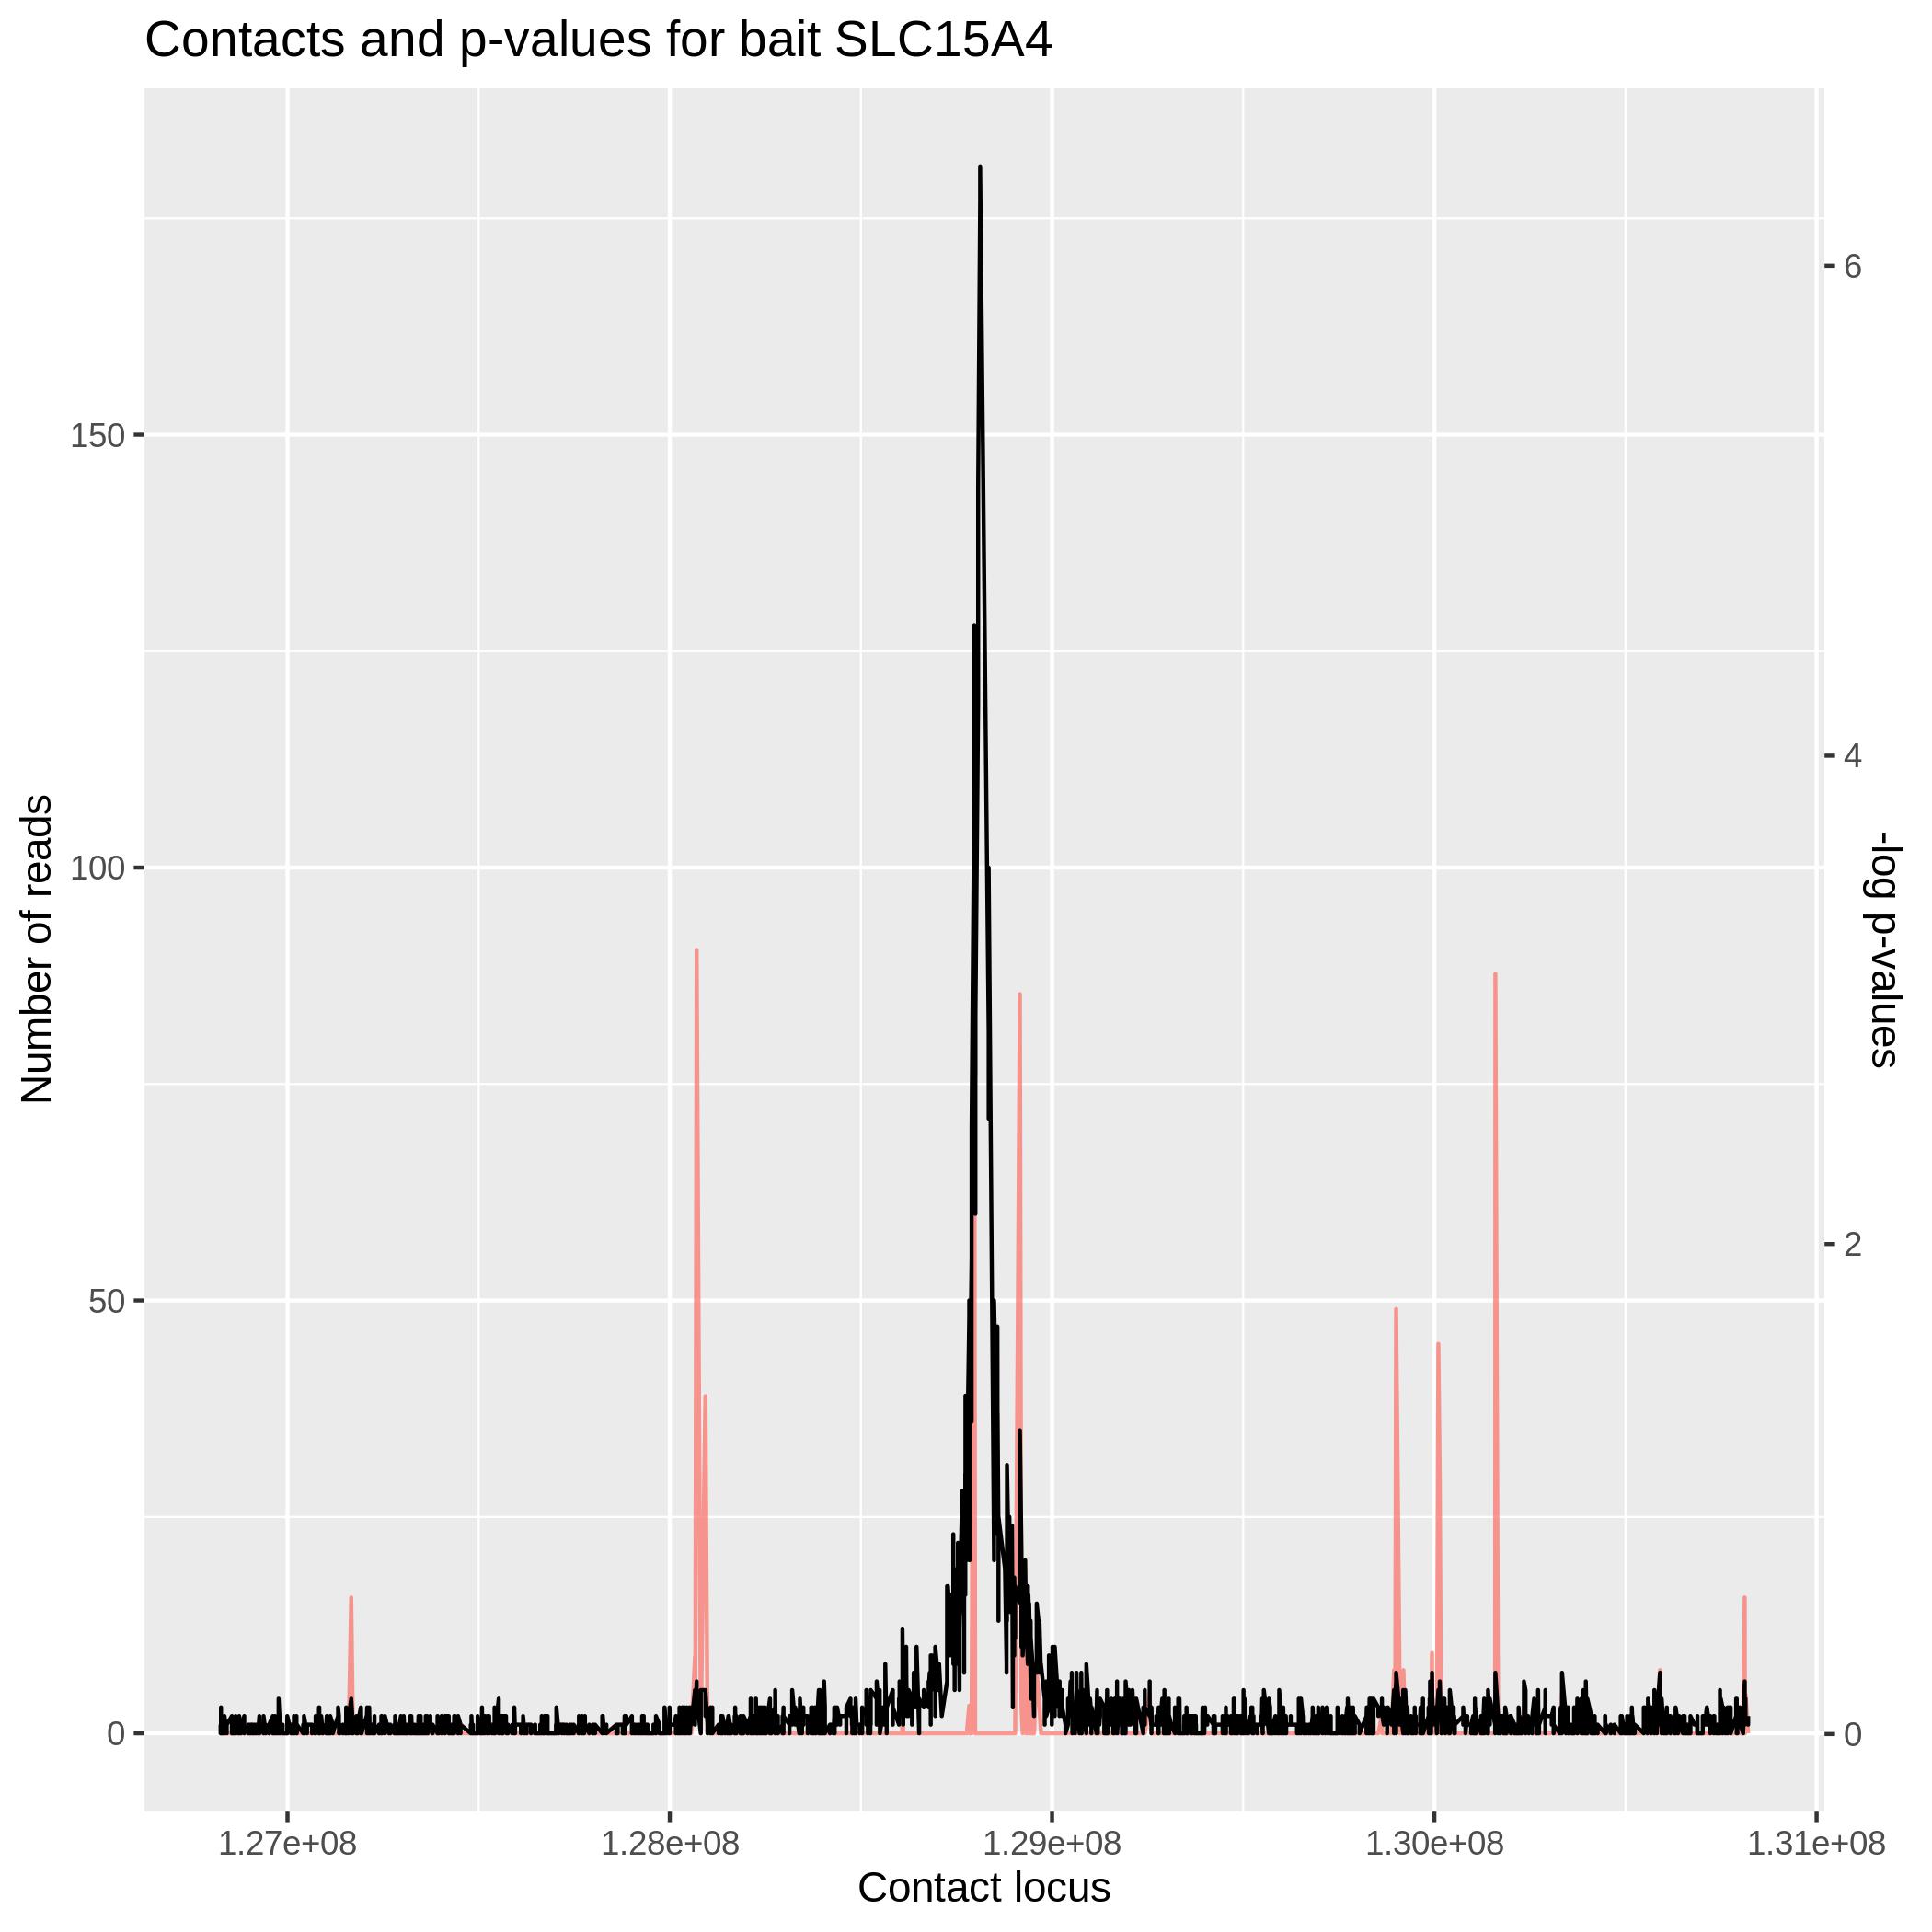 Contacts and p-values for bait SLC15A4
Number of reads
150
100
50
0
6
4
2
0
-log p-values
1.27e+08 1.28e+08 1.29e+08 1.30e+08 1.31e+08
Contact locus